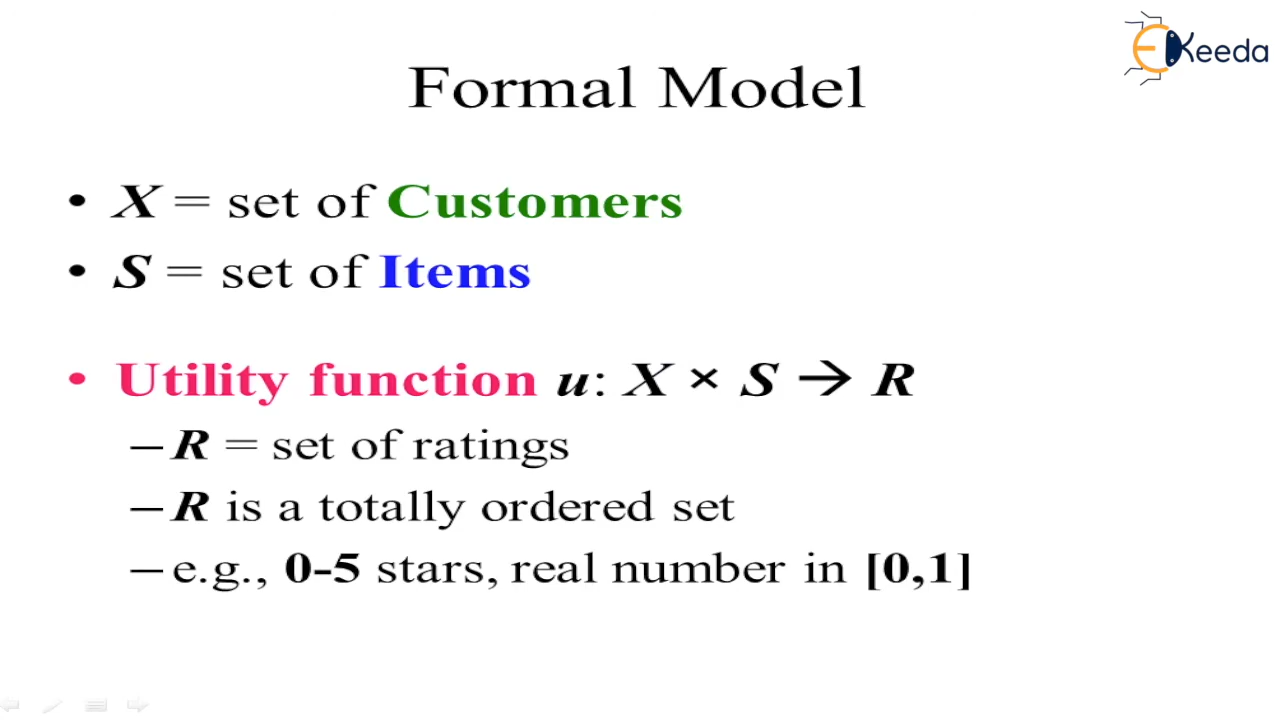 EKeeda
Formal Model
• X = set of Customers
• S = set of Items
• Utility function u: X × S → R
– R = set of ratings
– R is a totally ordered set
– e.g., 0-5 stars, real number in [0,1]